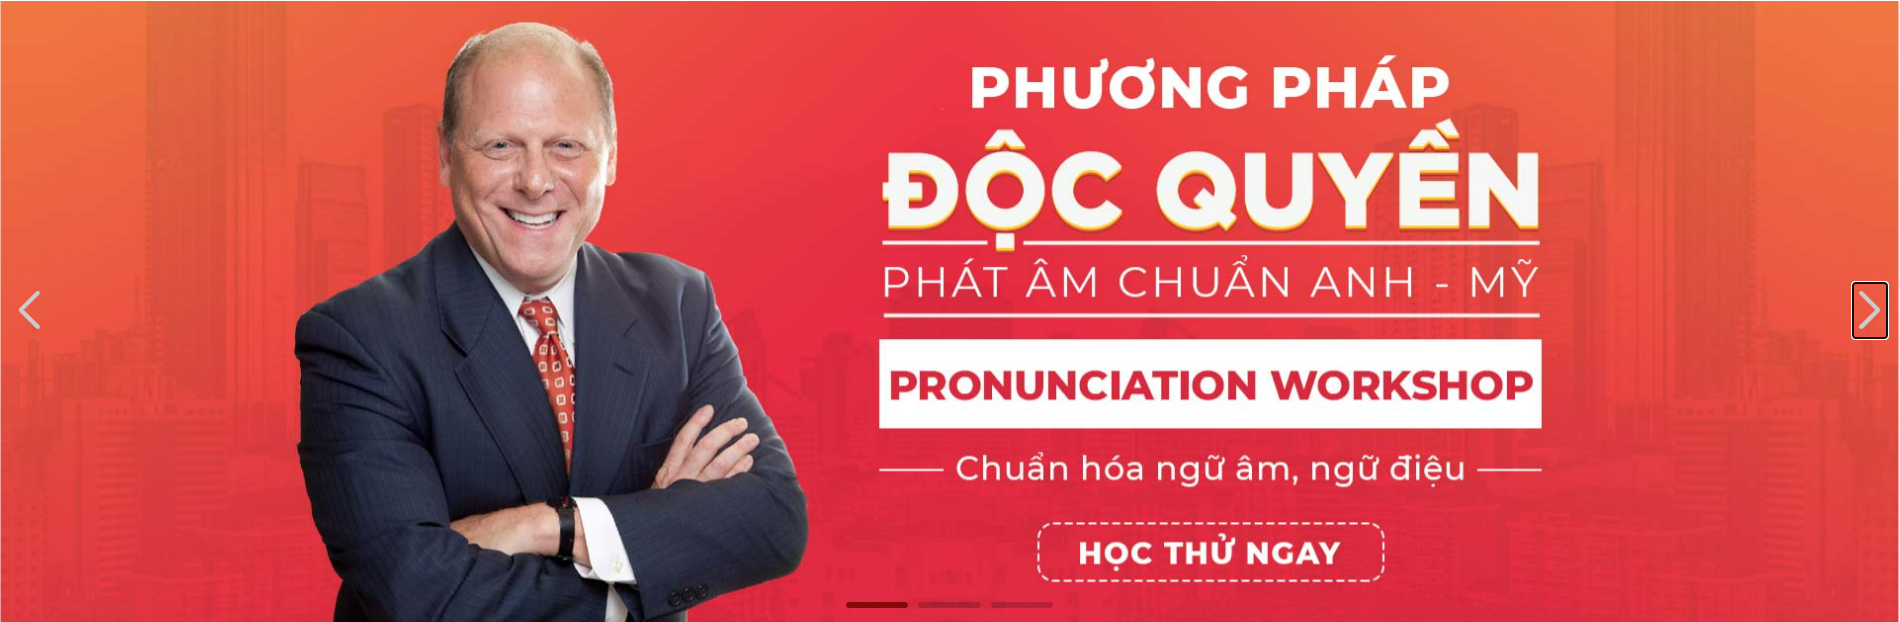 PHƯƠNG PHÁP
ĐỘC QUYỀN
PHÁT ÂM CHUẨN ANH - MỸ
PRONUNCIATION WORKSHOP
Chuẩn hóa ngữ âm, ngữ điệu
HỌC THỬ NGAY